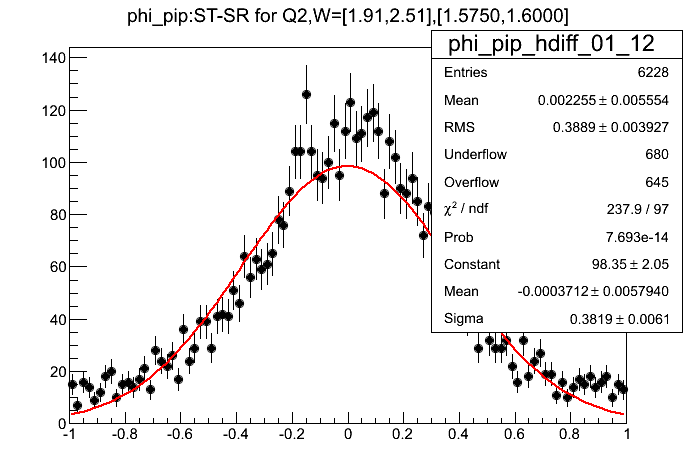 phi_pip:ST-SR for Q2,W=[1.91,2.51],[1.5750,1.6000]
phi_pip_hdiff_01_12
Entries 6228
Mean 0.002255 ± 0.005554
RMS 0.3889 ± 0.003927
Underflow 680
Overflow 645
χ² / ndf 237.9 / 97
Prob 7.693e-14
Constant 98.35 ± 2.05
Mean -0.0003712 ± 0.0057940
Sigma 0.3819 ± 0.0061
140
120
100
80
60
40
20
0
-1 -0.8 -0.6 -0.4 -0.2 0 0.2 0.4 0.6 0.8 1